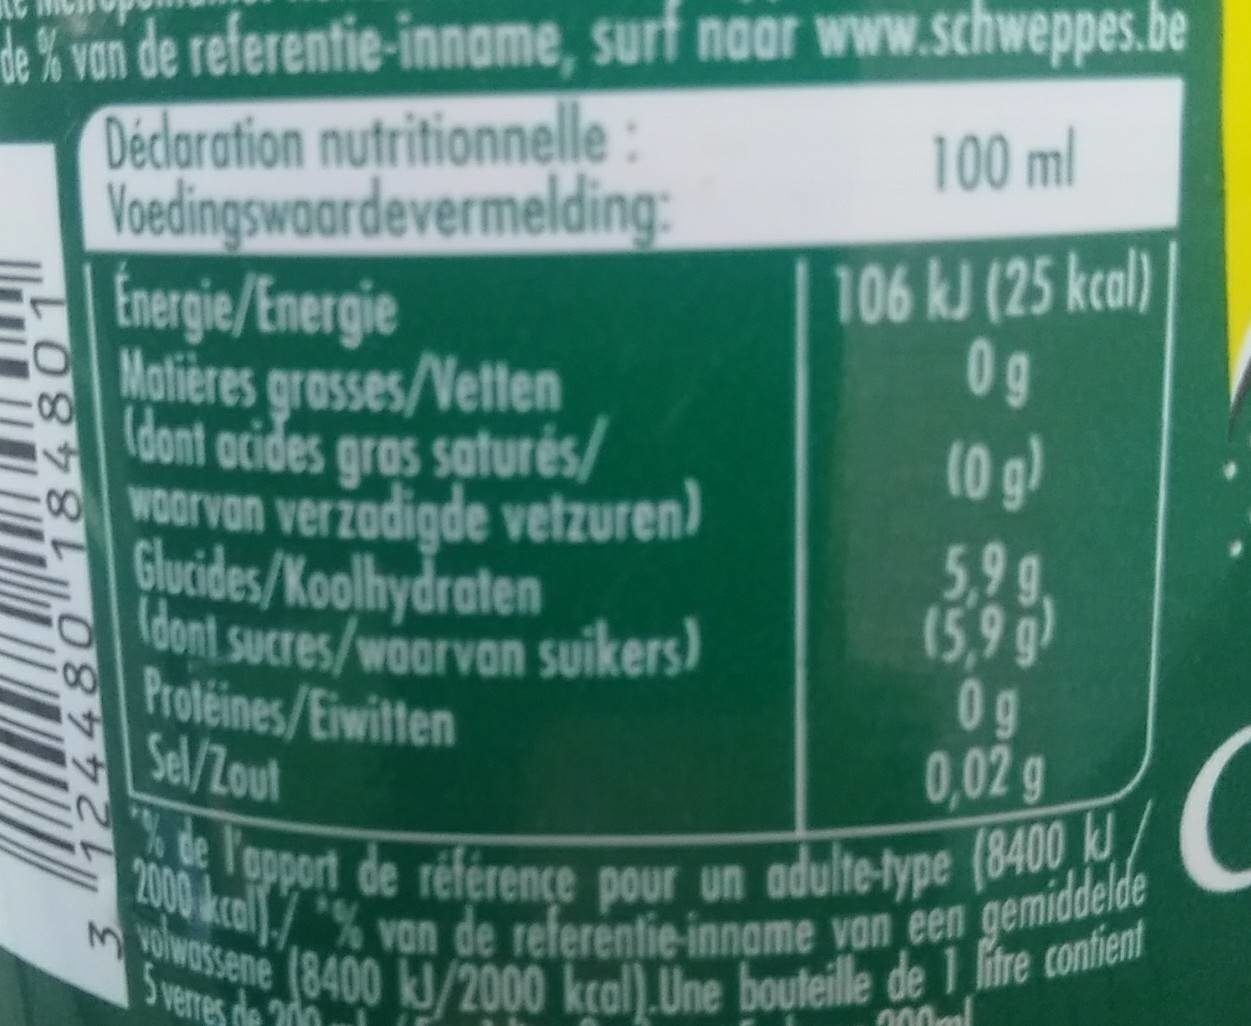 de % van de referentie-inname, surf naar www.schweppes.be
Déclaration nutritionnelle :
Voedingswaardevermelding:
100 ml
Énergie/Energie 106 kJ (25 kcal)
Matières grasses/Vetten 0 g
(dont acides gras saturés/
waarvan verzadigde vetzuren) (0 g)
Glucides/Koolhydraten 5,9 g
(dont sucres/waarvan suikers) (5,9 g)
Protéines/Eiwitten 0 g
Sel/Zout 0,02 g
*% de l'apport de référence pour un adulte-type (8400 kJ /
2000 kcal)./ *% van de referentie-inname van een gemiddelde
volwassene (8400 kJ/2000 kcal).Une bouteille de 1 litre contient
5 verres de 200
3 124480 184801